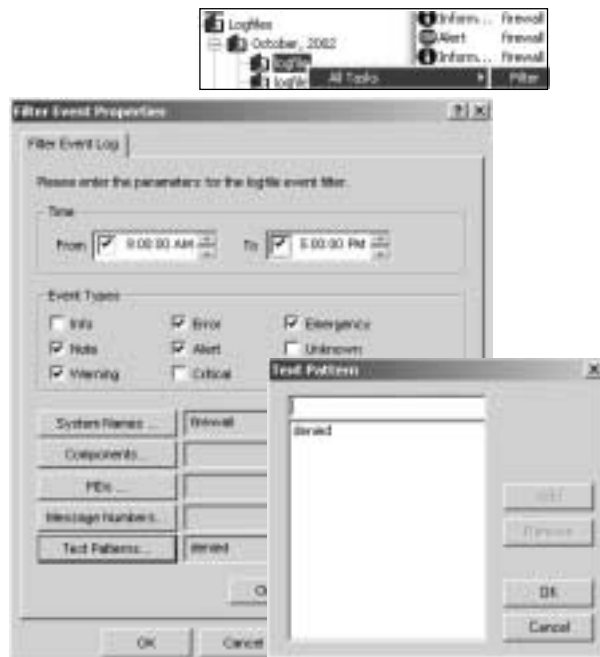 Logfiles
October, 2002
logfile
logfile
Inform... firewall
Alert firewall
Inform... firewall
All Tasks Filter
Filter Event Properties
Filter Event Log
Please enter the parameters for the logfile event filter.
Time
From 9:00:00 AM To 5:00:00 PM
Event Types
Info Error Emergency
Note Alert Unknown
Warning Critical
System Names ... firewall
Components...
PIDs ...
Message Numbers...
Text Patterns... denied
OK Cancel
Text Pattern
denied
Add
Remove
OK
Cancel